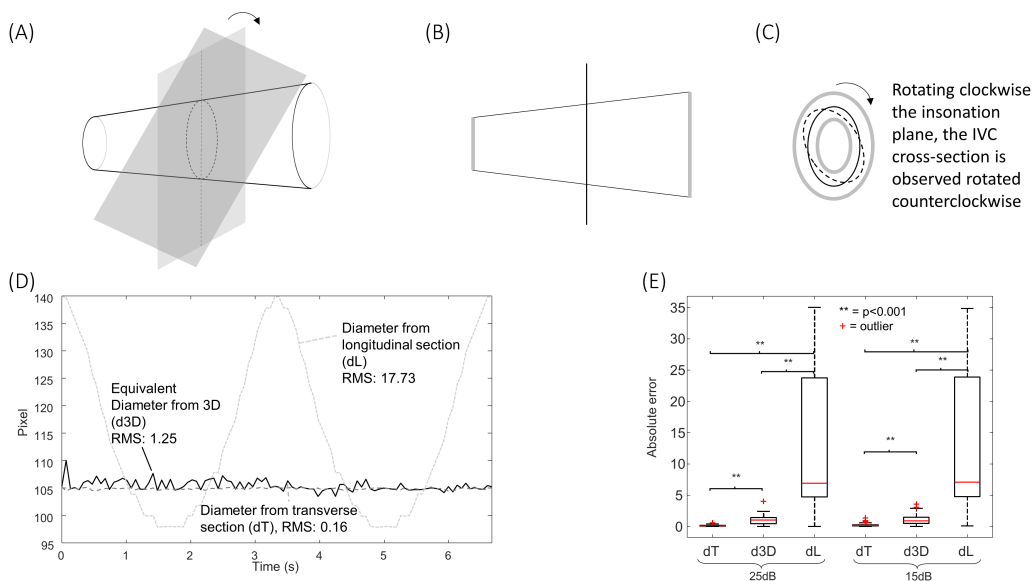 (A)
(B)
(C)
Rotating clockwise
the insonation
plane, the IVC
cross-section is
observed rotated
counterclockwise
(D)
140
135
130
125
120
115
110
105
100
95
Pixel
0
1
2
3
4
5
6
Time (s)
Diameter from
longitudinal section
(dL)
RMS: 17.73
Equivalent
Diameter from 3D
(d3D)
RMS: 1.25
Diameter from transverse
section (dT), RMS: 0.16
(E)
35
30
25
20
15
10
5
0
Absolute error
** = p<0.001
+ = outlier
**
**
**
**
**
**
dT
d3D
dL
dT
d3D
dL
25dB
15dB